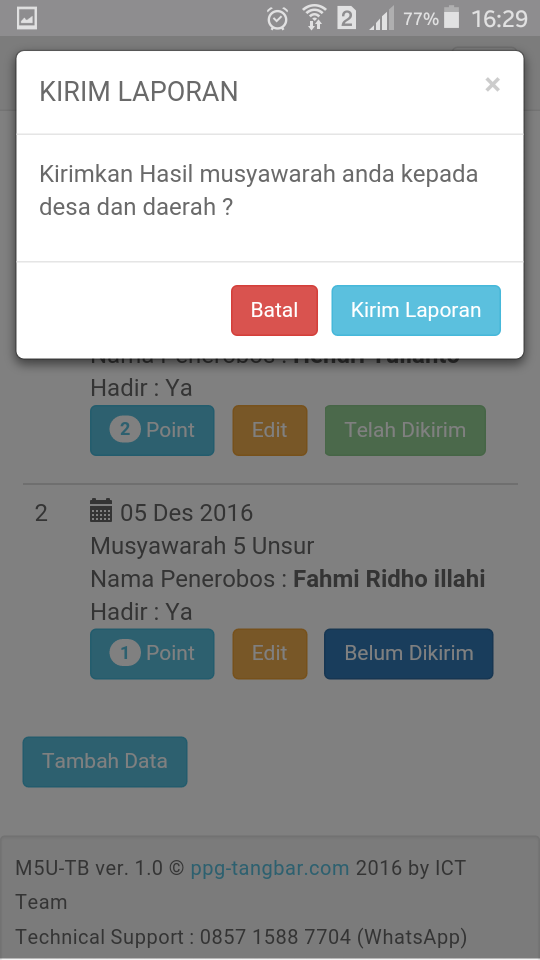 2 77% 16:29
KIRIM LAPORAN ×
Kirimkan Hasil musyawarah anda kepada
desa dan daerah ?
Batal Kirim Laporan
Nama Penerobos : Hendri Yulianto
Hadir : Ya
2 Point Edit Telah Dikirim
2 05 Des 2016
Musyawarah 5 Unsur
Nama Penerobos : Fahmi Ridho illahi
Hadir : Ya
1 Point Edit Belum Dikirim
Tambah Data
M5U-TB ver. 1.0 © ppg-tangbar.com 2016 by ICT
Team
Technical Support : 0857 1588 7704 (WhatsApp)